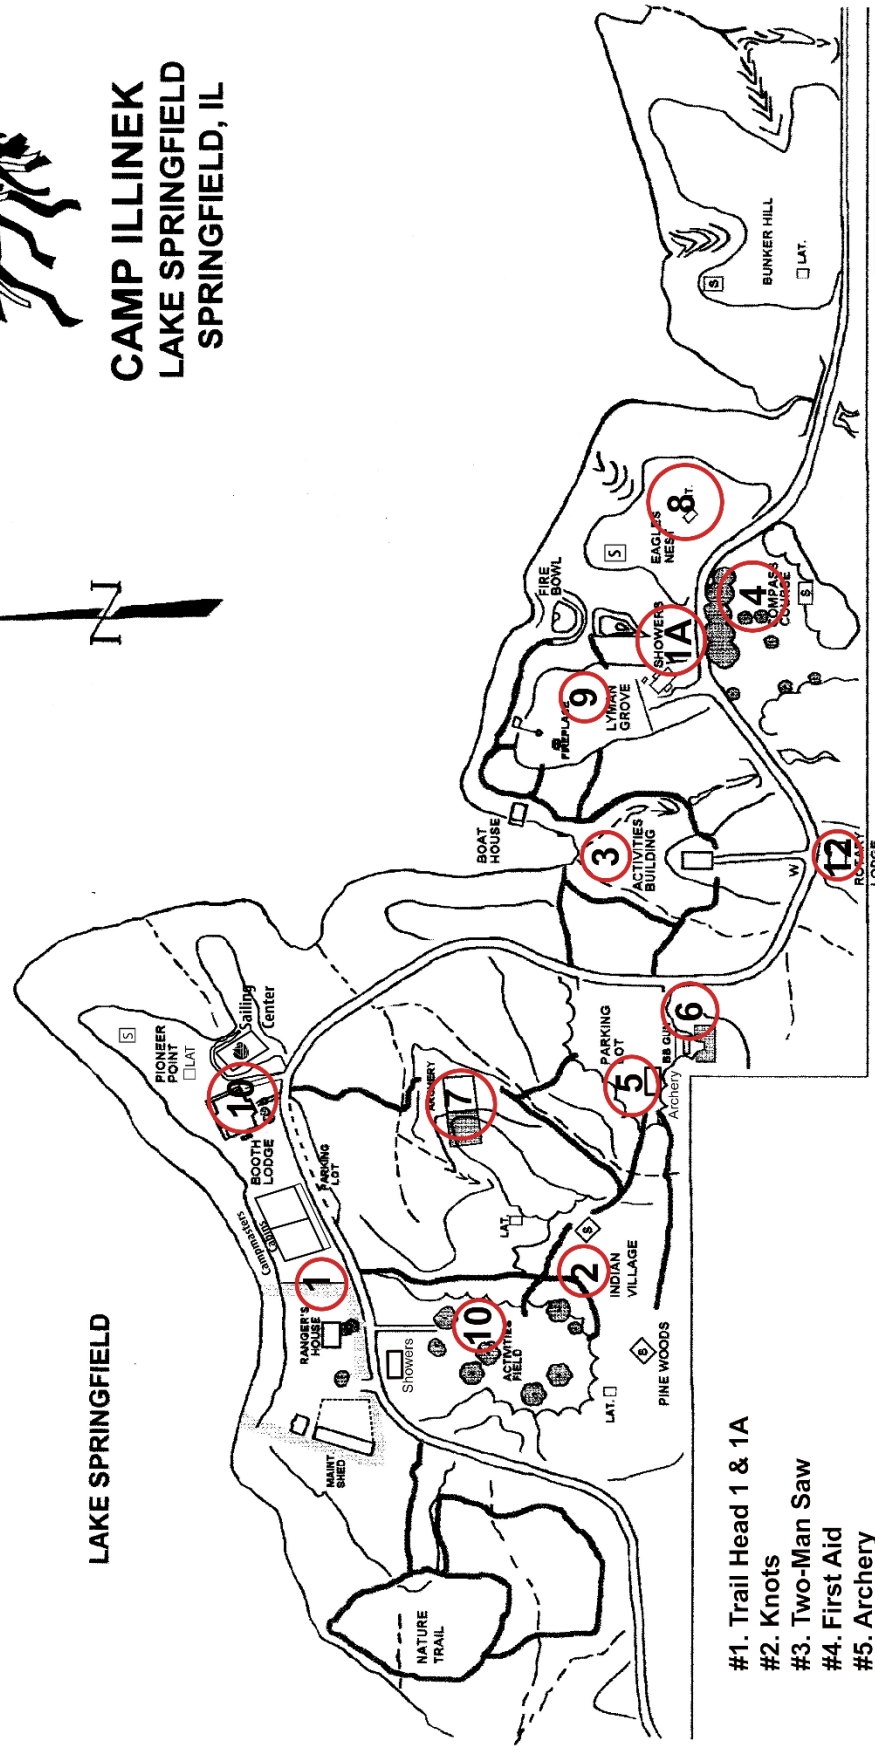 CAMP ILLINEK
LAKE SPRINGFIELD
SPRINGFIELD, IL
N
LAKE SPRINGFIELD
PIONEER
POINT
LAT
S
Sailing
Center
10
BOOTH
LODGE
PARKING
LOT
Campmasters
Cabins
1
RANGER'S
HOUSE
Showers
MAINT.
SHED
NATURE
TRAIL
10
ACTIVITIES
FIELD
LAT.
PINE WOODS
S
2
INDIAN
VILLAGE
S
LAT.
ARCHERY
7
PARKING
LOT
5
Archery
BB GUN
6
BOAT
HOUSE
3
ACTIVITIES
BUILDING
W
12
ROTARY
LODGE
FIRE
BOWL
FIREPLACE
9
LYMAN
GROVE
SHOWERS
1A
EAGLES
NEST
S
8
4
COMPASS
COURSE
S
BUNKER HILL
S
LAT.
#1. Trail Head 1 & 1A
#2. Knots
#3. Two-Man Saw
#4. First Aid
#5. Archery